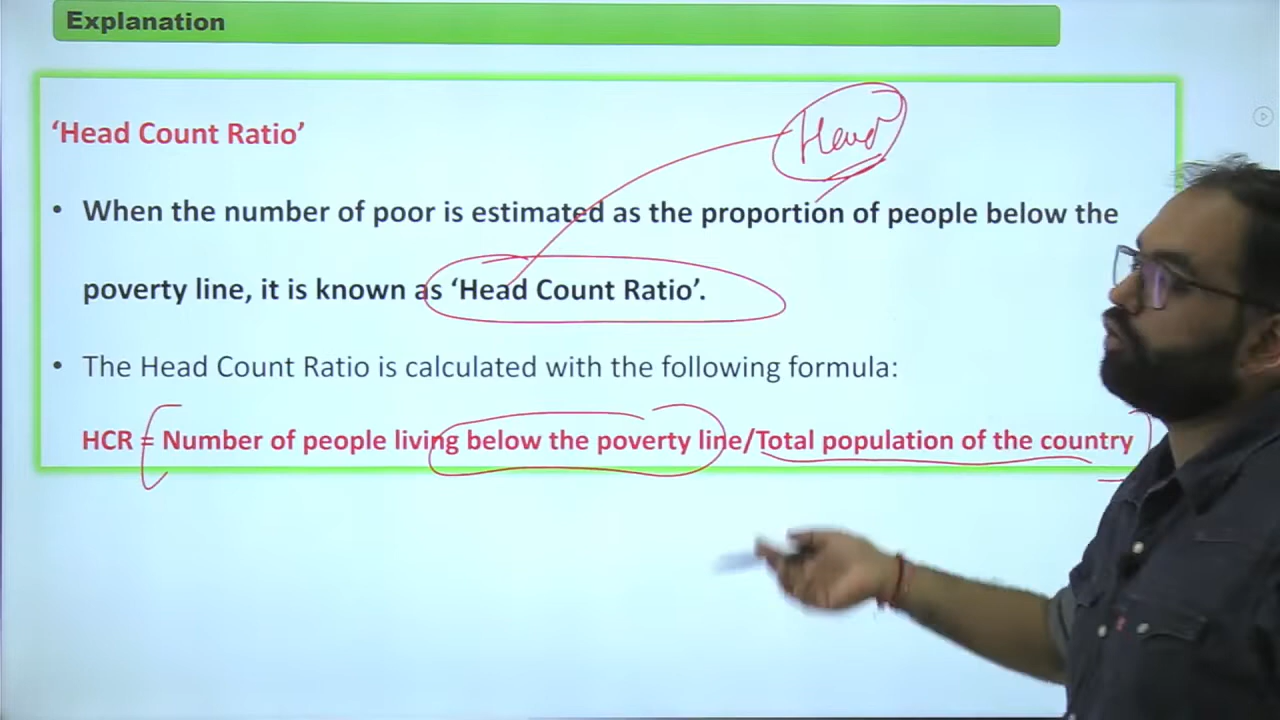 Explanation
‘Head Count Ratio’
Head
• When the number of poor is estimated as the proportion of people below the
poverty line, it is known as ‘Head Count Ratio’.
• The Head Count Ratio is calculated with the following formula:
HCR = Number of people living below the poverty line/Total population of the country